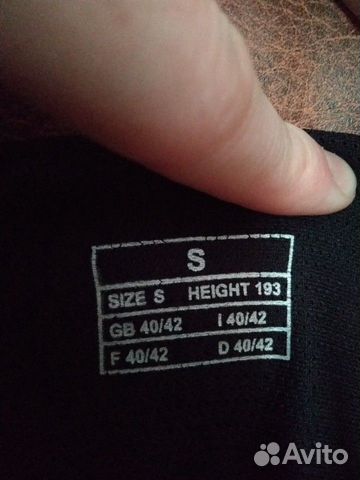 S
SIZE S HEIGHT 193
GB 40/42 I 40/42
F 40/42 D 40/42
Avito